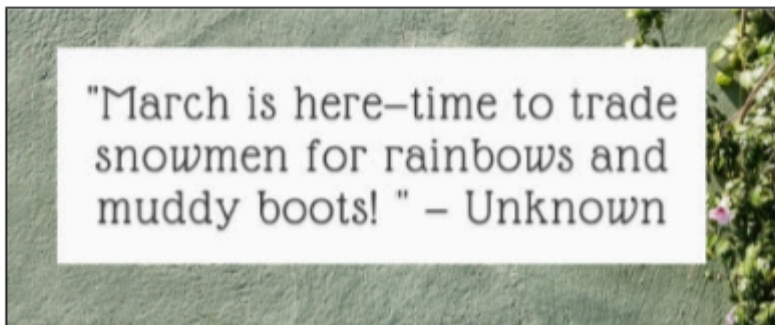 "March is here–time to trade
snowmen for rainbows and
muddy boots! " – Unknown